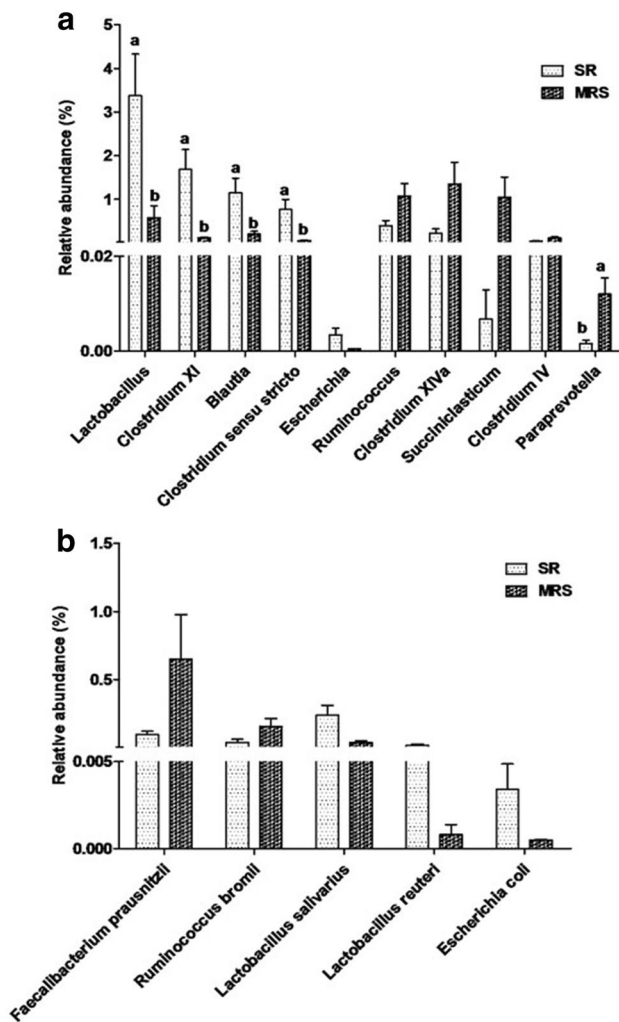 a
Relative abundance (%)
5
4
3
2
1
0.02
0.00
SR
MRS
a
b
a
b
a
b
a
b
b
a
Lactobacillus
Clostridium XI
Blautia
Clostridium sensu stricto
Escherichia
Ruminococcus
Clostridium XIVa
Succiniclasticum
Clostridium IV
Paraprevotella
b
Relative abundance (%)
1.5
1.0
0.5
0.005
0.000
SR
MRS
Faecalibacterium prausnitzii
Ruminococcus bromii
Lactobacillus salivarius
Lactobacillus reuteri
Escherichia coli